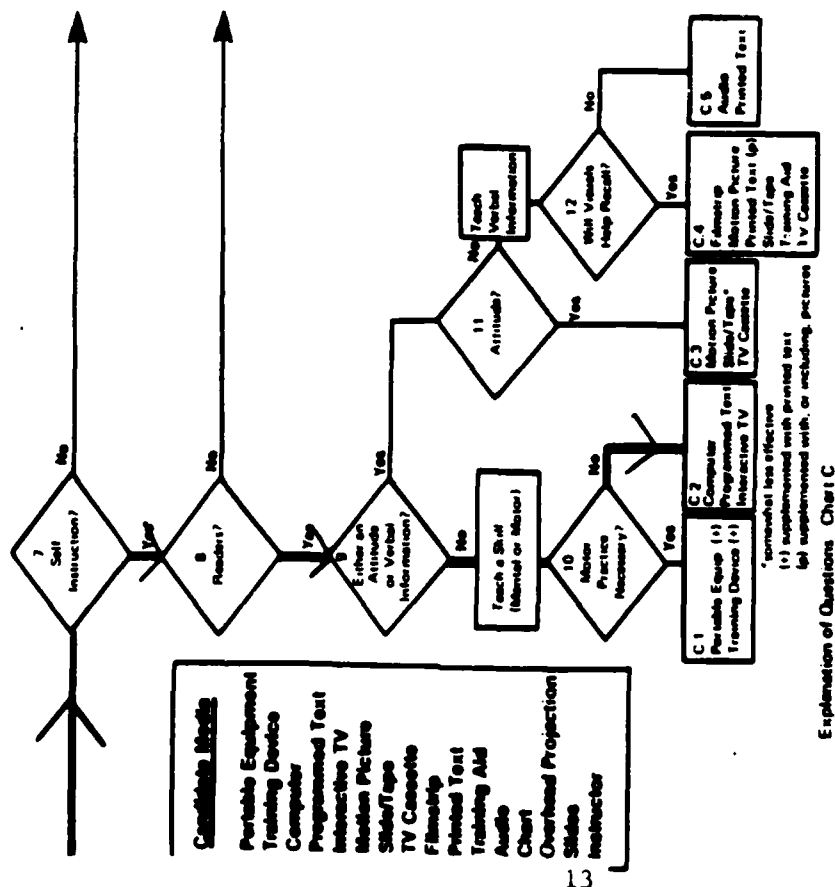 7
Self
Instruction?
No
Yes
8
Readers?
No
Yes
9
Either an
Attitude
or Verbal
Information?
Yes
No
Teach a Skill
(Mental or Motor)
10
Motor
Practice
Necessary?
No
Yes
11
Attitude?
No
Yes
Teach
Verbal
Information
12
Will Visuals
Help Recall?
No
Yes
C 1
Portable Equip (+)
Training Device (+)
C 2
Computer
Programmed Text
Interactive TV
C 3
Motion Picture
Slide/Tape*
TV Cassette
C 4
Filmstrip
Motion Picture
Printed Text (p)
Slide/Tape
Training Aid
TV Cassette
C 5
Audio
Printed Text
*somewhat less effective
(+) supplemented with printed text
(p) supplemented with, or including, pictures
Candidate Media
Portable Equipment
Training Device
Computer
Programmed Text
Interactive TV
Motion Picture
Slide/Tape
TV Cassette
Filmstrip
Printed Text
Training Aid
Audio
Chart
Overhead Projection
Slides
Instructor
Explanation of Questions Chart C
13